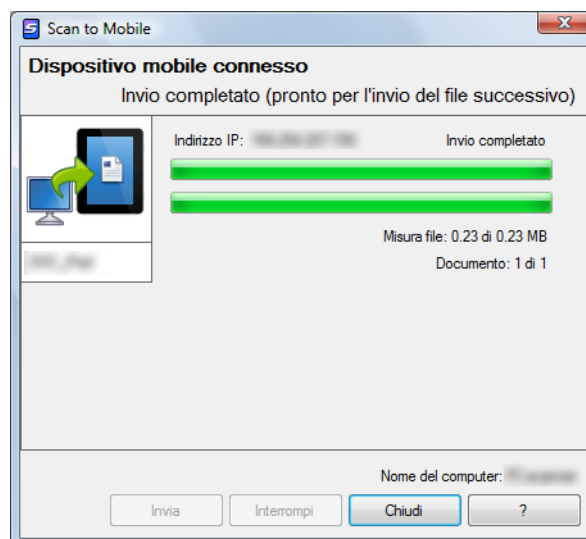 Scan to Mobile
Dispositivo mobile connesso
Invio completato (pronto per l'invio del file successivo)
Indirizzo IP:
Invio completato
Misura file: 0.23 di 0.23 MB
Documento: 1 di 1
Nome del computer:
Invia
Interrompi
Chiudi
?